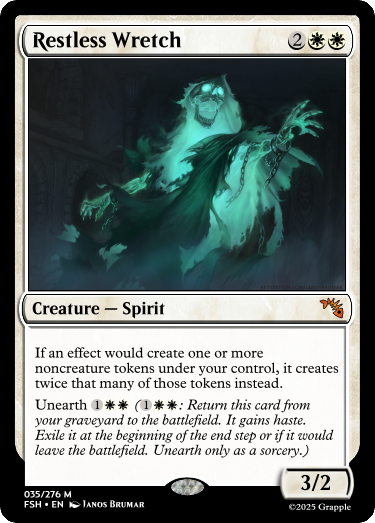 Restless Wretch 2
Creature — Spirit
If an effect would create one or more
noncreature tokens under your control, it creates
twice that many of those tokens instead.
Unearth 1 (1 : Return this card from
your graveyard to the battlefield. It gains haste.
Exile it at the beginning of the end step or if it would
leave the battlefield. Unearth only as a sorcery.)
3/2
035/276 M
FSH • EN Ianos Brumar
©2025 Grapple